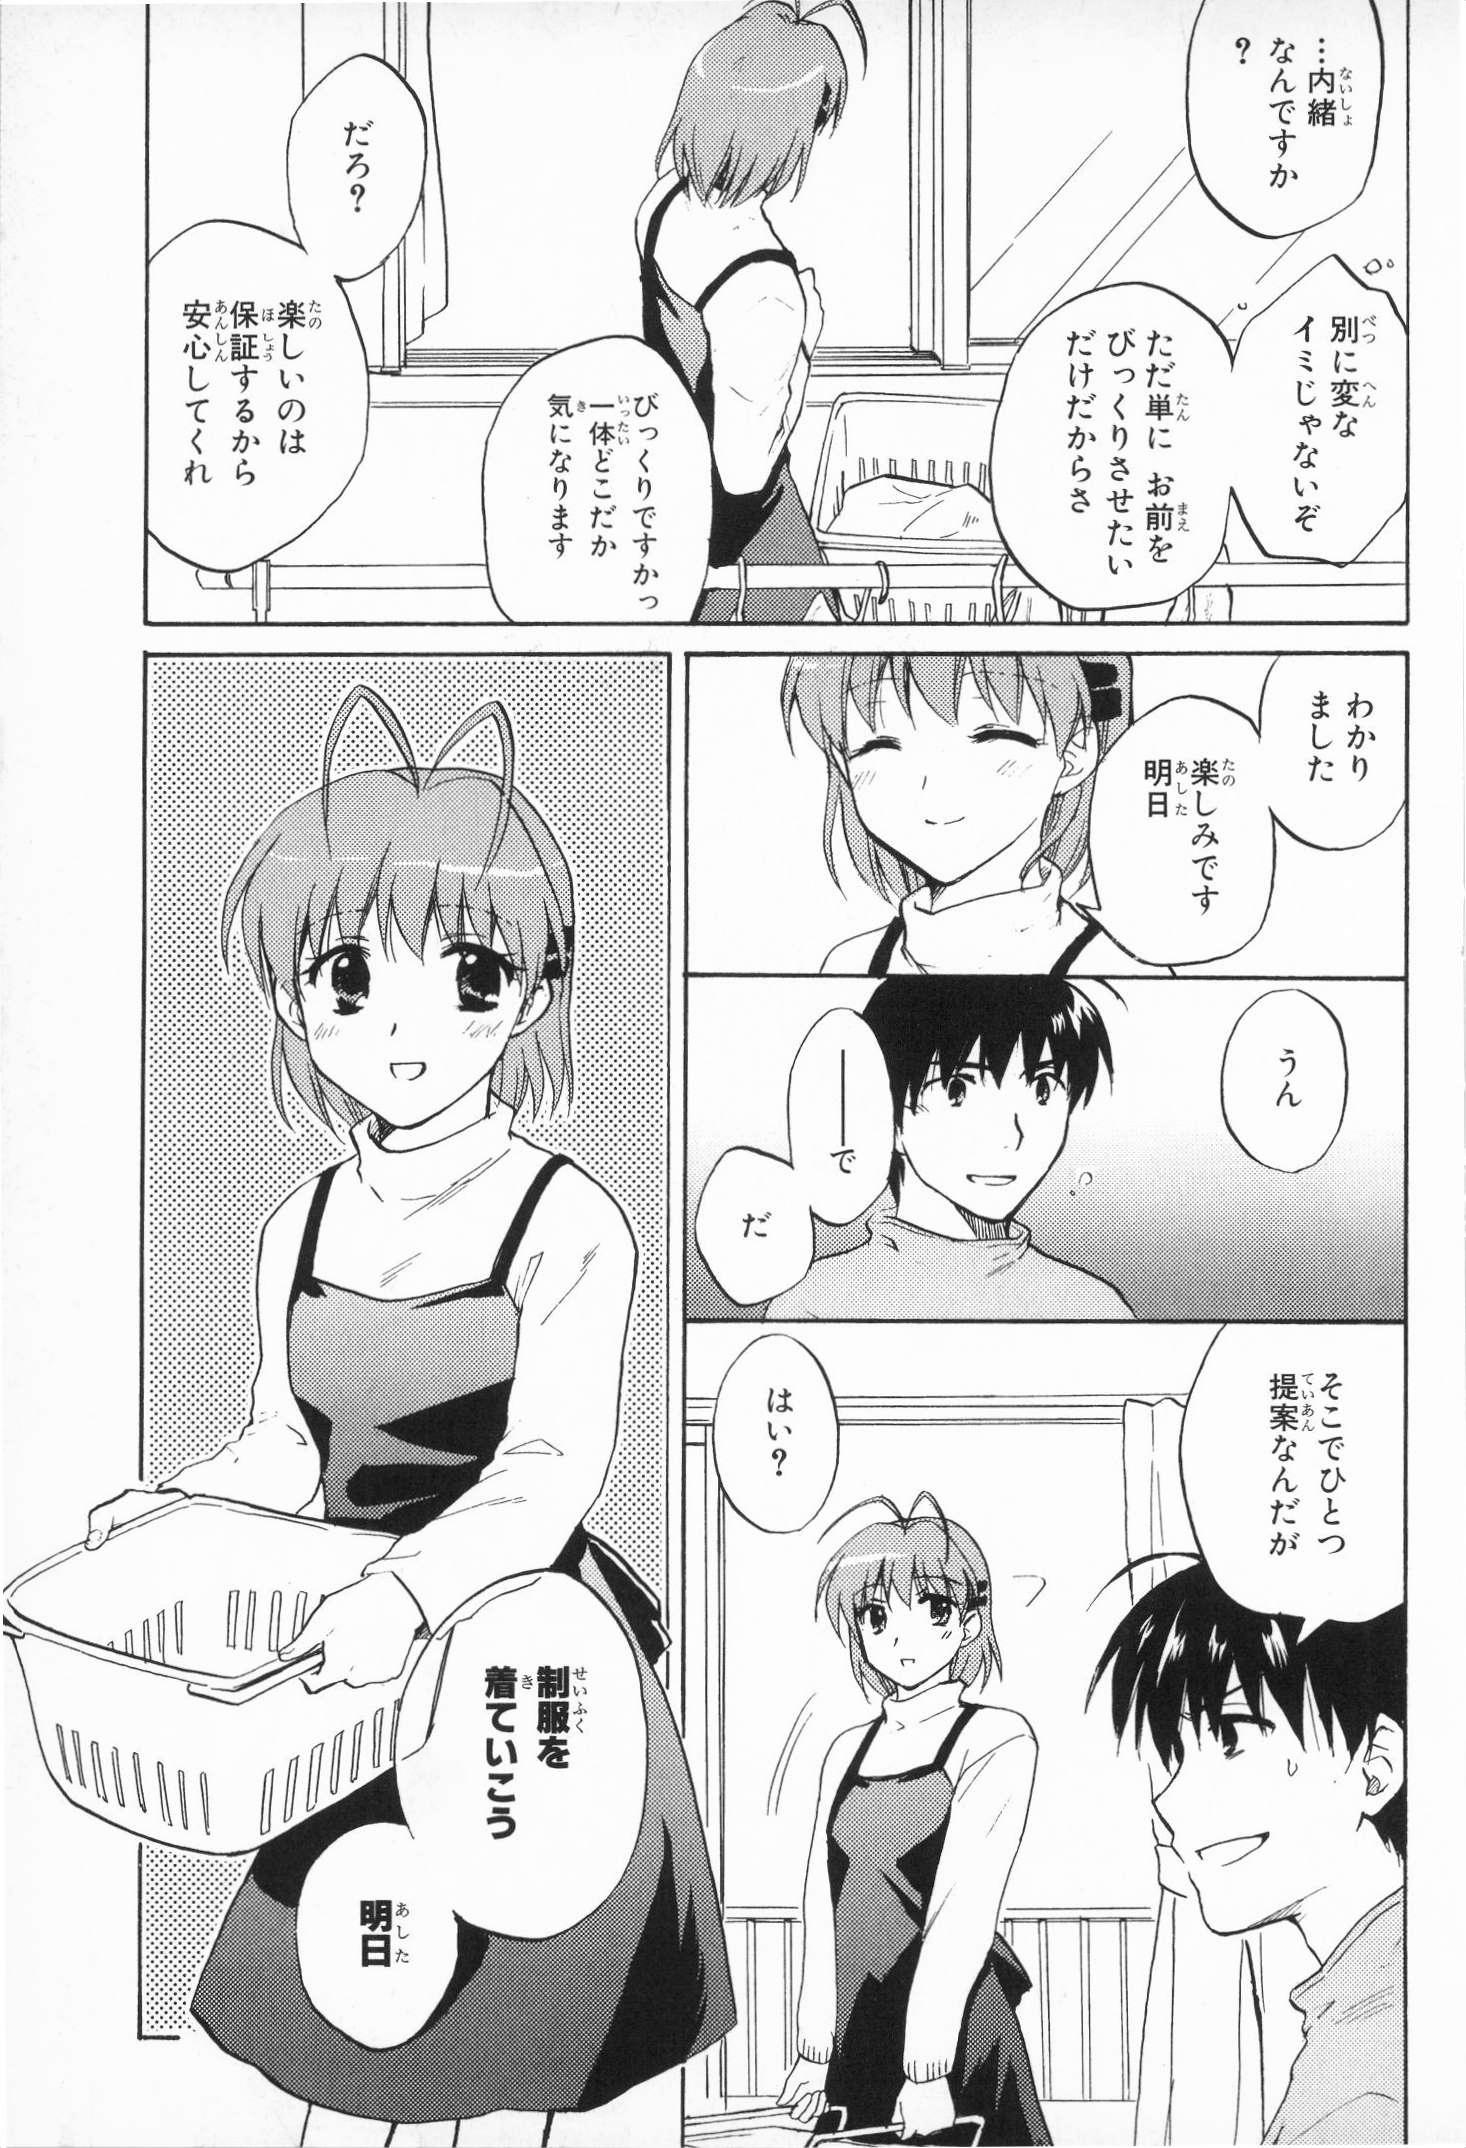 …内緒
なんですか
？
別に変な
イミじゃないぞ
ただ単に お前を
びっくりさせたい
だけだからさ
びっくりですかっ
一体どこだか
気になります
だろ？
楽しいのは
保証するから
安心してくれ
わかり
ました
楽しみです
明日
うん
──で
だ
そこでひとつ
提案なんだが
はい？
制服を
着ていこう
明日